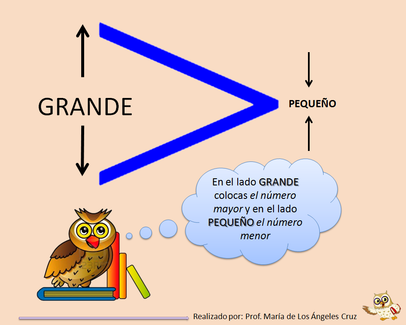 GRANDE
PEQUEÑO
En el lado GRANDE
colocas el número
mayor y en el lado
PEQUEÑO el número
menor
Realizado por: Prof. María de Los Ángeles Cruz